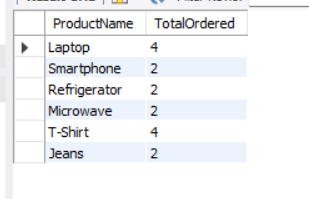 ProductName TotalOrdered
Laptop 4
Smartphone 2
Refrigerator 2
Microwave 2
T-Shirt 4
Jeans 2